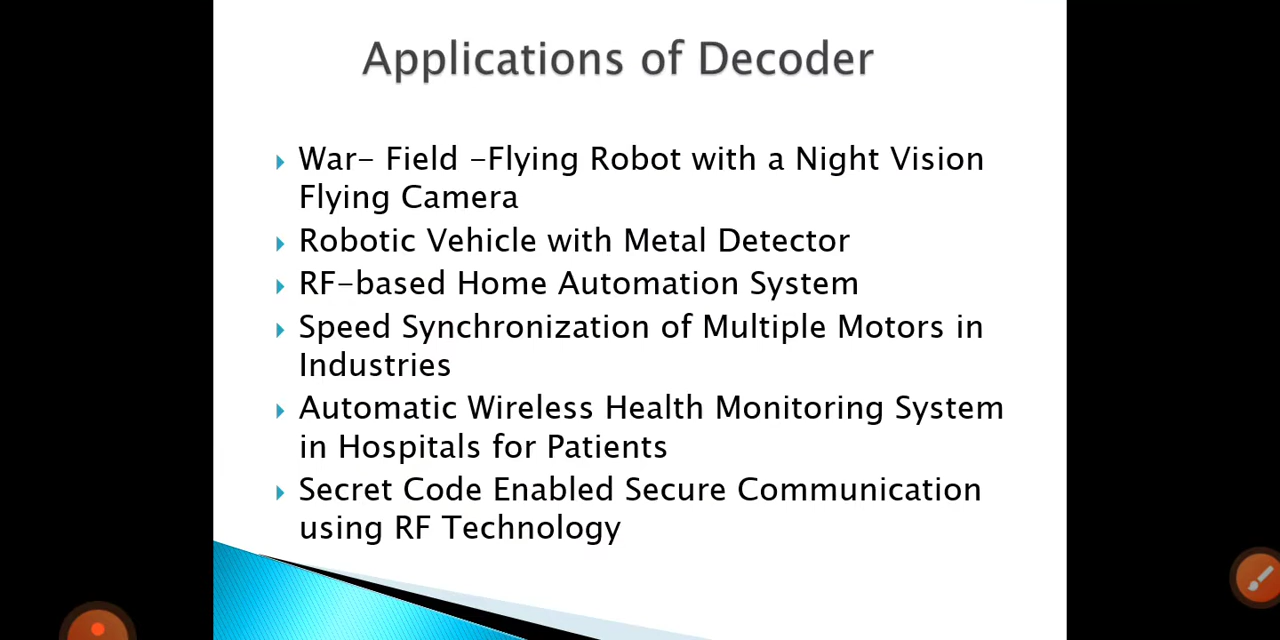 Applications of Decoder
War- Field -Flying Robot with a Night Vision
Flying Camera
Robotic Vehicle with Metal Detector
RF-based Home Automation System
Speed Synchronization of Multiple Motors in
Industries
Automatic Wireless Health Monitoring System
in Hospitals for Patients
Secret Code Enabled Secure Communication
using RF Technology